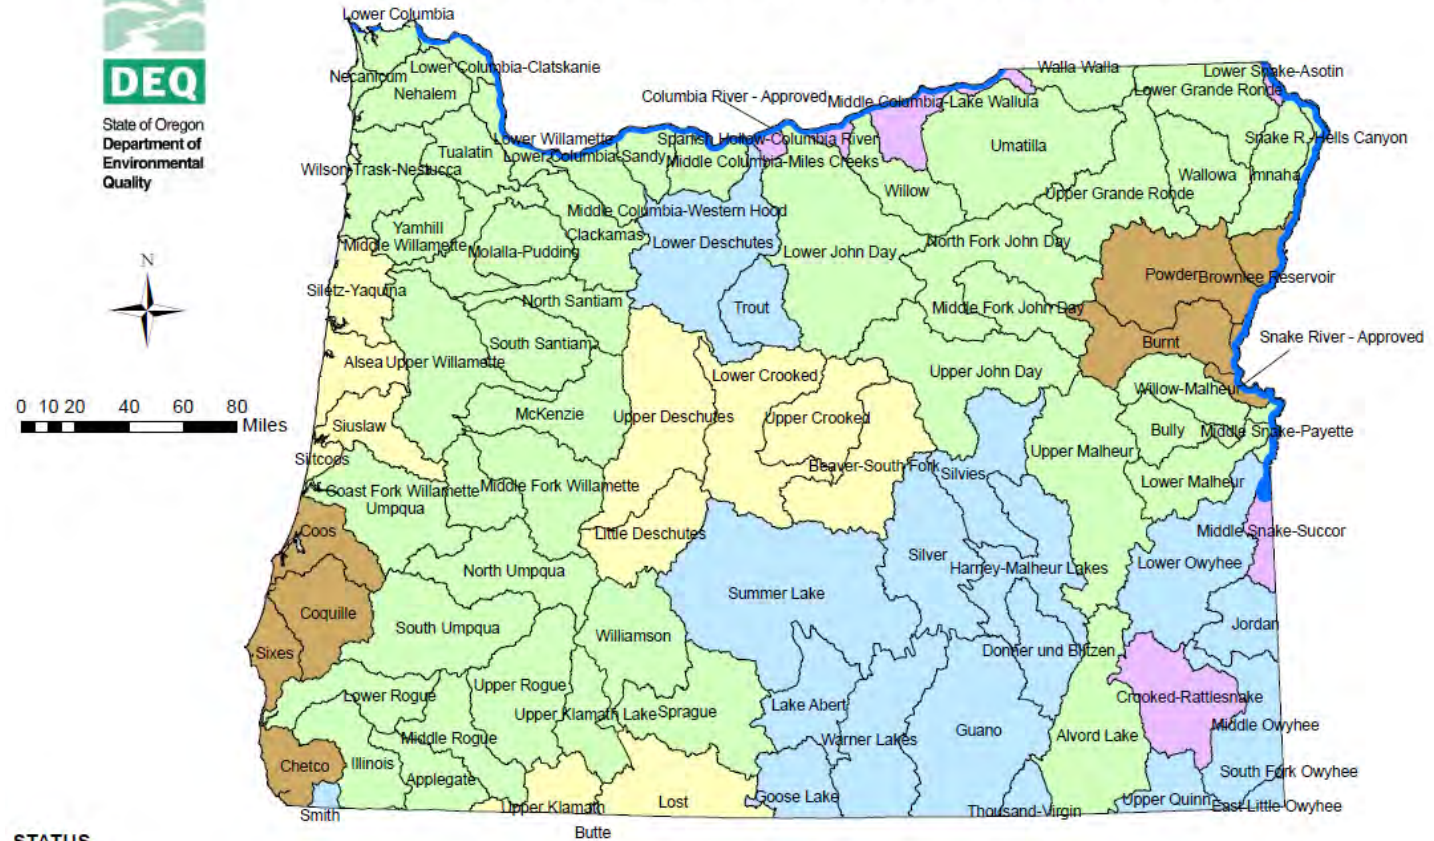 Lower Columbia
DEQ
State of Oregon
Department of
Environmental
Quality
N
0 10 20 40 60 80
Miles
Necanicum
Lower Columbia-Clatskanie
Nehalem
Columbia River - Approved
Middle Columbia-Lake Wallula
Walla Walla
Lower Snake-Asotin
Lower Grande Ronde
Lower Willamette
Spanish Hollow-Columbia River
Umatilla
Snake R.-Hells Canyon
Tualatin
Lower Columbia-Sandy
Middle Columbia-Miles Creeks
Wilson-Trask-Nestucca
Willow
Wallowa
Imnaha
Upper Grande Ronde
Middle Columbia-Western Hood
Yamhill
Middle Willamette
Molalla-Pudding
Clackamas
Lower Deschutes
Lower John Day
North Fork John Day
Powder
Brownlee Reservoir
Siletz-Yaquina
North Santiam
Trout
Middle Fork John Day
South Santiam
Burnt
Snake River - Approved
Alsea
Upper Willamette
Lower Crooked
Upper John Day
Willow-Malheur
McKenzie
Upper Deschutes
Upper Crooked
Siuslaw
Bully
Middle Snake-Payette
Upper Malheur
Siltcoos
Beaver-South Fork
Silvies
Lower Malheur
Coast Fork Willamette
Middle Fork Willamette
Umpqua
Coos
Little Deschutes
Middle Snake-Succor
Silver
Harney-Malheur Lakes
Lower Owyhee
North Umpqua
Summer Lake
Coquille
South Umpqua
Williamson
Jordan
Sixes
Donner und Blitzen
Upper Rogue
Lower Rogue
Crooked-Rattlesnake
Upper Klamath Lake
Sprague
Lake Abert
Middle Owyhee
Middle Rogue
Warner Lakes
Guano
Alvord Lake
Chetco
Illinois
Applegate
South Fork Owyhee
Goose Lake
Upper Klamath
Lost
Upper Quinn
East Little Owyhee
Thousand-Virgin
Smith
Butte
STATUS